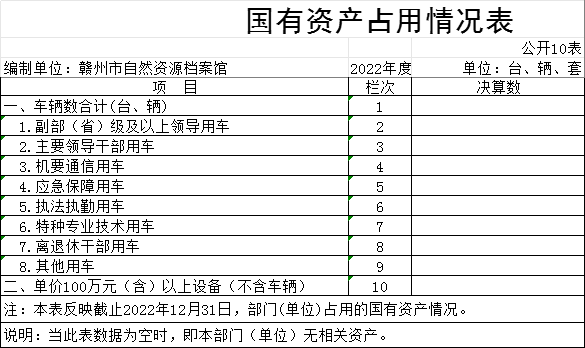 国有资产占用情况表
公开10表
编制单位：赣州市自然资源档案馆 2022年度 单位：台、辆、套
项 目 栏次 决算数
一、车辆数合计(台、辆) 1
1.副部（省）级及以上领导用车 2
2.主要领导干部用车 3
3.机要通信用车 4
4.应急保障用车 5
5.执法执勤用车 6
6.特种专业技术用车 7
7.离退休干部用车 8
8.其他用车 9
二、单价100万元（含）以上设备（不含车辆） 10
注：本表反映截止2022年12月31日，部门(单位)占用的国有资产情况。
说明：当此表数据为空时，即本部门（单位）无相关资产。